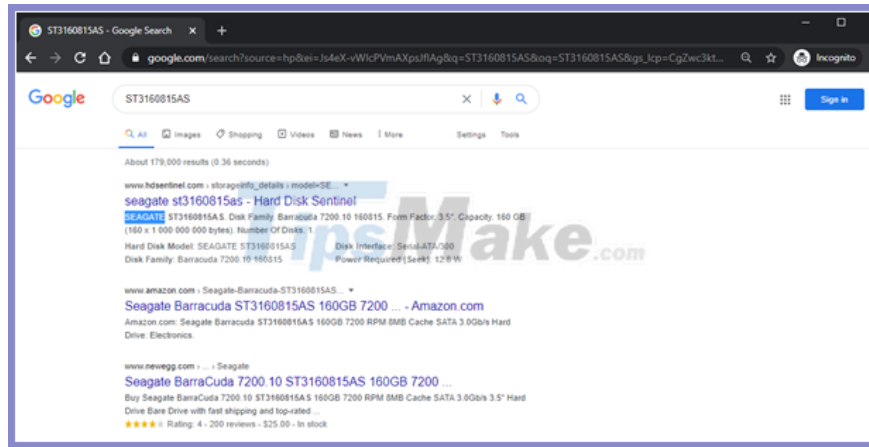 ST3160815AS - Google Search
google.com/search?source=hp&ei=Js4eX-vWIcPVmAXpsJfIAg&q=ST3160815AS&oq=ST3160815AS&gs_lcp=CgZwc3kt...
Incognito
Google
ST3160815AS
Sign in
All Images Shopping Videos News More Settings Tools
About 179,000 results (0.36 seconds)
www.hdsentinel.com › storageinfo_details › model=SE...
seagate st3160815as - Hard Disk Sentinel
SEAGATE ST3160815AS. Disk Family. Barracuda 7200.10 160815. Form Factor. 3.5". Capacity. 160 GB
(160 x 1 000 000 000 bytes). Number Of Disks. 1.
Hard Disk Model: SEAGATE ST3160815AS Disk Interface: Serial-ATA/300
Disk Family: Barracuda 7200.10 160815 Power Required (Seek): 12.6 W
TipsMake.com
www.amazon.com › Seagate-Barracuda-ST3160815AS...
Seagate Barracuda ST3160815AS 160GB 7200 ... - Amazon.com
Amazon.com: Seagate Barracuda ST3160815AS 160GB 7200 RPM 8MB Cache SATA 3.0Gb/s Hard
Drive: Electronics.
www.newegg.com › ... › Seagate
Seagate BarraCuda 7200.10 ST3160815AS 160GB 7200 ...
Buy Seagate BarraCuda 7200.10 ST3160815AS 160GB 7200 RPM 8MB Cache SATA 3.0Gb/s 3.5" Hard
Drive Bare Drive with fast shipping and top-rated ...
Rating: 4 - 200 reviews - $25.00 - In stock